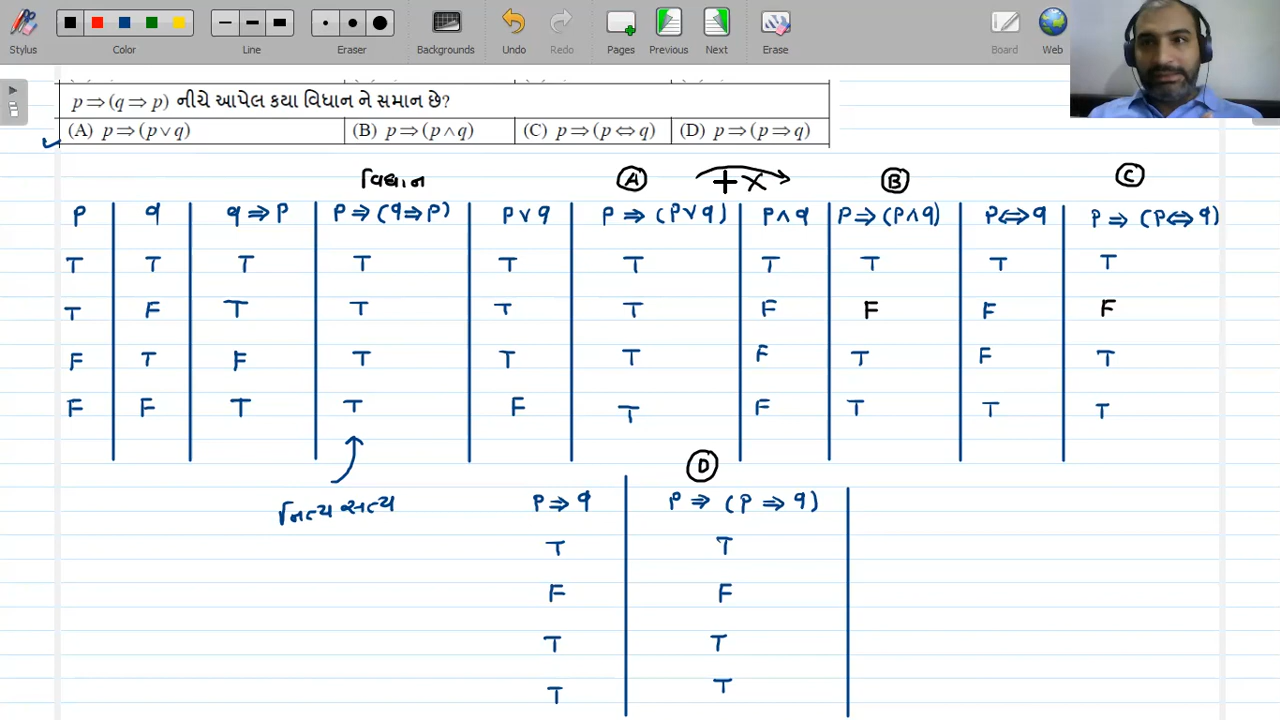 Stylus Color Line Eraser Backgrounds Undo Redo Pages Previous Next Erase Board Web
p ⇒ (q ⇒ p) નીચે આપેલ કયા વિધાન ને સમાન છે?
(A) p ⇒ (p ∨ q) (B) p ⇒ (p ∧ q) (C) p ⇒ (p ⇔ q) (D) p ⇒ (p ⇒ q)
વિધાન A + × B C
P q q ⇒ P P ⇒ (q ⇒ P) P ∨ q P ⇒ (P ∨ q) P ∧ q P ⇒ (P ∧ q) P ⇔ q P ⇒ (P ⇔ q)
T T T T T T T T T T
T F T T T T F F F F
F T F T T T F T F T
F F T T F T F T T T
નિત્ય સત્ય
D
P ⇒ q P ⇒ (P ⇒ q)
T T
F F
T T
T T